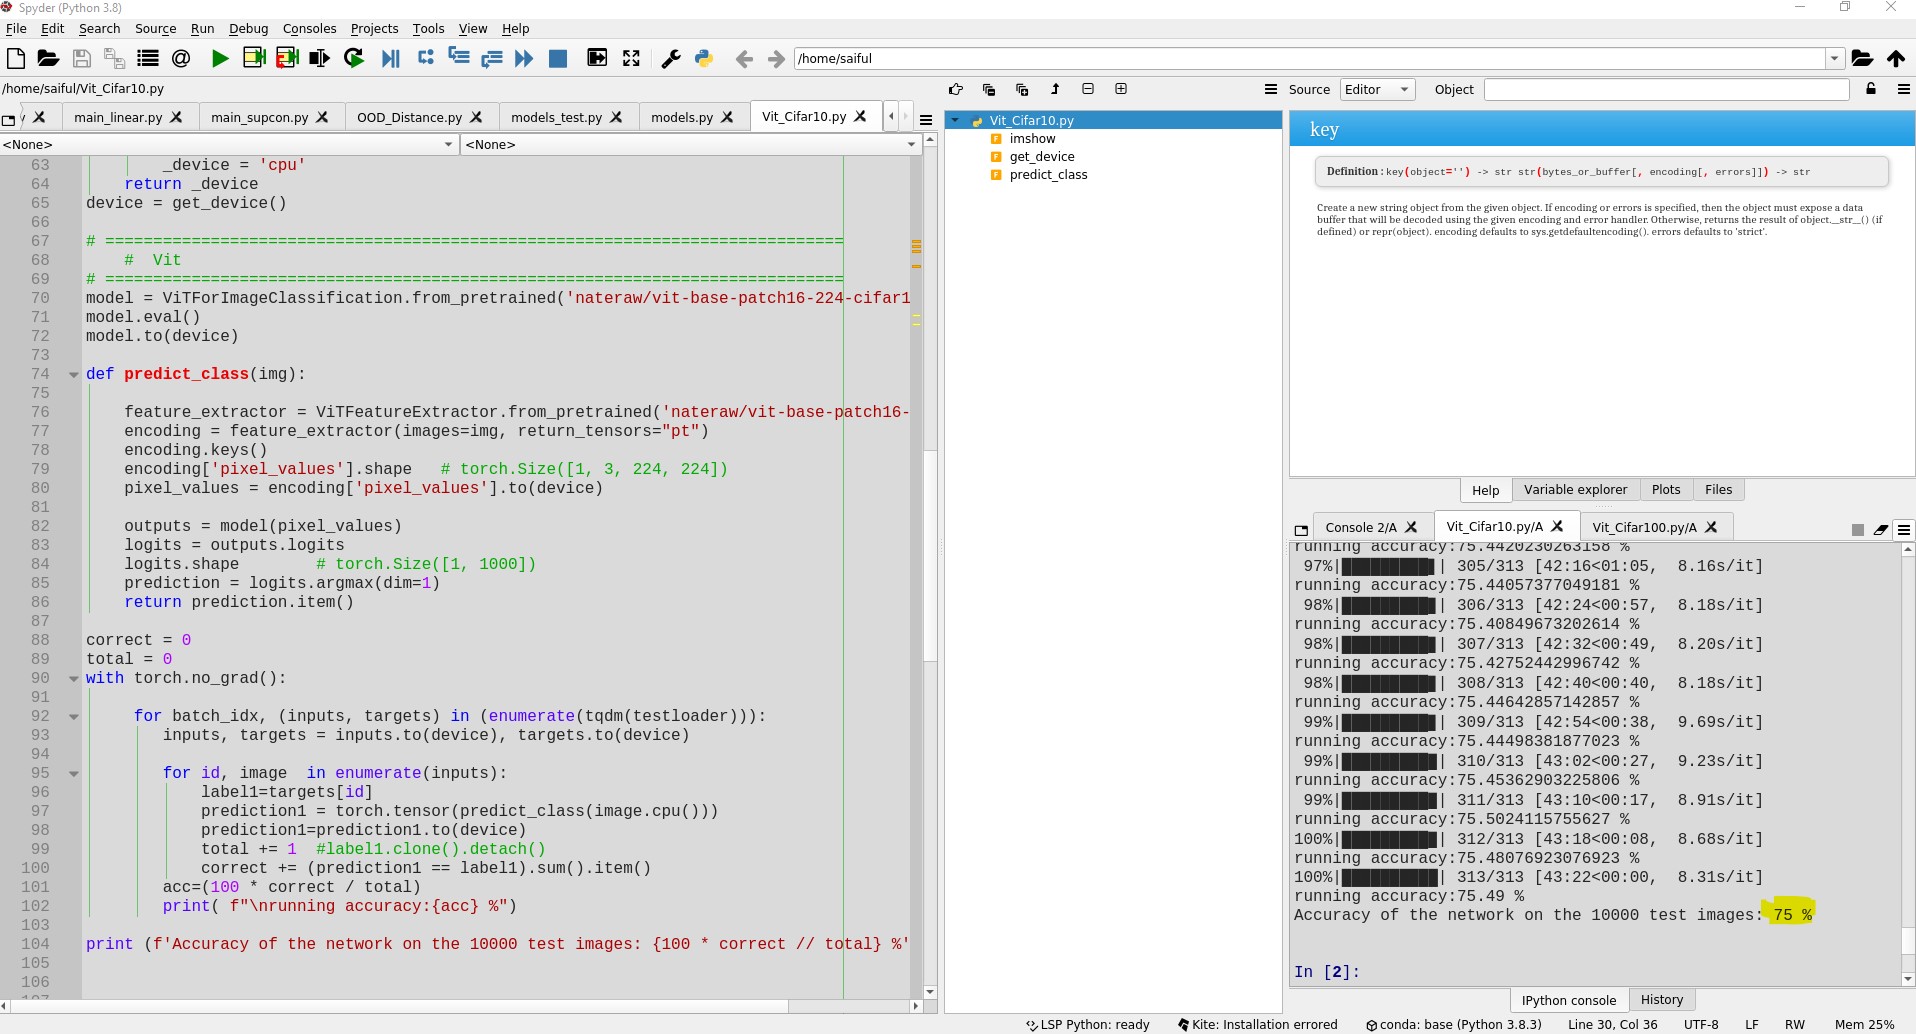 Spyder (Python 3.8)
File Edit Search Source Run Debug Consoles Projects Tools View Help
/home/saiful
/home/saiful/Vit_Cifar10.py
main_linear.py main_supcon.py OOD_Distance.py models_test.py models.py Vit_Cifar10.py
<None> <None>
63 _device = 'cpu'
64 return _device
65 device = get_device()
66
67 # =============================================================================
68 # Vit
69 # =============================================================================
70 model = ViTForImageClassification.from_pretrained('nateraw/vit-base-patch16-224-cifar1
71 model.eval()
72 model.to(device)
73
74 def predict_class(img):
75
76 feature_extractor = ViTFeatureExtractor.from_pretrained('nateraw/vit-base-patch16-
77 encoding = feature_extractor(images=img, return_tensors="pt")
78 encoding.keys()
79 encoding['pixel_values'].shape # torch.Size([1, 3, 224, 224])
80 pixel_values = encoding['pixel_values'].to(device)
81
82 outputs = model(pixel_values)
83 logits = outputs.logits
84 logits.shape # torch.Size([1, 1000])
85 prediction = logits.argmax(dim=1)
86 return prediction.item()
87
88 correct = 0
89 total = 0
90 with torch.no_grad():
91
92 for batch_idx, (inputs, targets) in (enumerate(tqdm(testloader))):
93 inputs, targets = inputs.to(device), targets.to(device)
94
95 for id, image in enumerate(inputs):
96 label1=targets[id]
97 prediction1 = torch.tensor(predict_class(image.cpu()))
98 prediction1=prediction1.to(device)
99 total += 1 #label1.clone().detach()
100 correct += (prediction1 == label1).sum().item()
101 acc=(100 * correct / total)
102 print( f"\nrunning accuracy:{acc} %")
103
104 print (f'Accuracy of the network on the 10000 test images: {100 * correct // total} %'
105
106
Vit_Cifar10.py
imshow
get_device
predict_class
Source Editor Object
key
Definition : key(object='') -> str str(bytes_or_buffer[, encoding[, errors]]) -> str
Create a new string object from the given object. If encoding or errors is specified, then the object must expose a data
buffer that will be decoded using the given encoding and error handler. Otherwise, returns the result of object.__str__() (if
defined) or repr(object). encoding defaults to sys.getdefaultencoding(). errors defaults to 'strict'.
Help Variable explorer Plots Files
Console 2/A Vit_Cifar10.py/A Vit_Cifar100.py/A
running accuracy:75.4420230263158 %
97%|██████████| 305/313 [42:16<01:05, 8.16s/it]
running accuracy:75.44057377049181 %
98%|██████████| 306/313 [42:24<00:57, 8.18s/it]
running accuracy:75.40849673202614 %
98%|██████████| 307/313 [42:32<00:49, 8.20s/it]
running accuracy:75.42752442996742 %
98%|██████████| 308/313 [42:40<00:40, 8.18s/it]
running accuracy:75.44642857142857 %
99%|██████████| 309/313 [42:54<00:38, 9.69s/it]
running accuracy:75.44498381877023 %
99%|██████████| 310/313 [43:02<00:27, 9.23s/it]
running accuracy:75.45362903225806 %
99%|██████████| 311/313 [43:10<00:17, 8.91s/it]
running accuracy:75.5024115755627 %
100%|██████████| 312/313 [43:18<00:08, 8.68s/it]
running accuracy:75.48076923076923 %
100%|██████████| 313/313 [43:22<00:00, 8.31s/it]
running accuracy:75.49 %
Accuracy of the network on the 10000 test images: 75 %
In [2]:
IPython console History
LSP Python: ready Kite: Installation errored conda: base (Python 3.8.3) Line 30, Col 36 UTF-8 LF RW Mem 25%